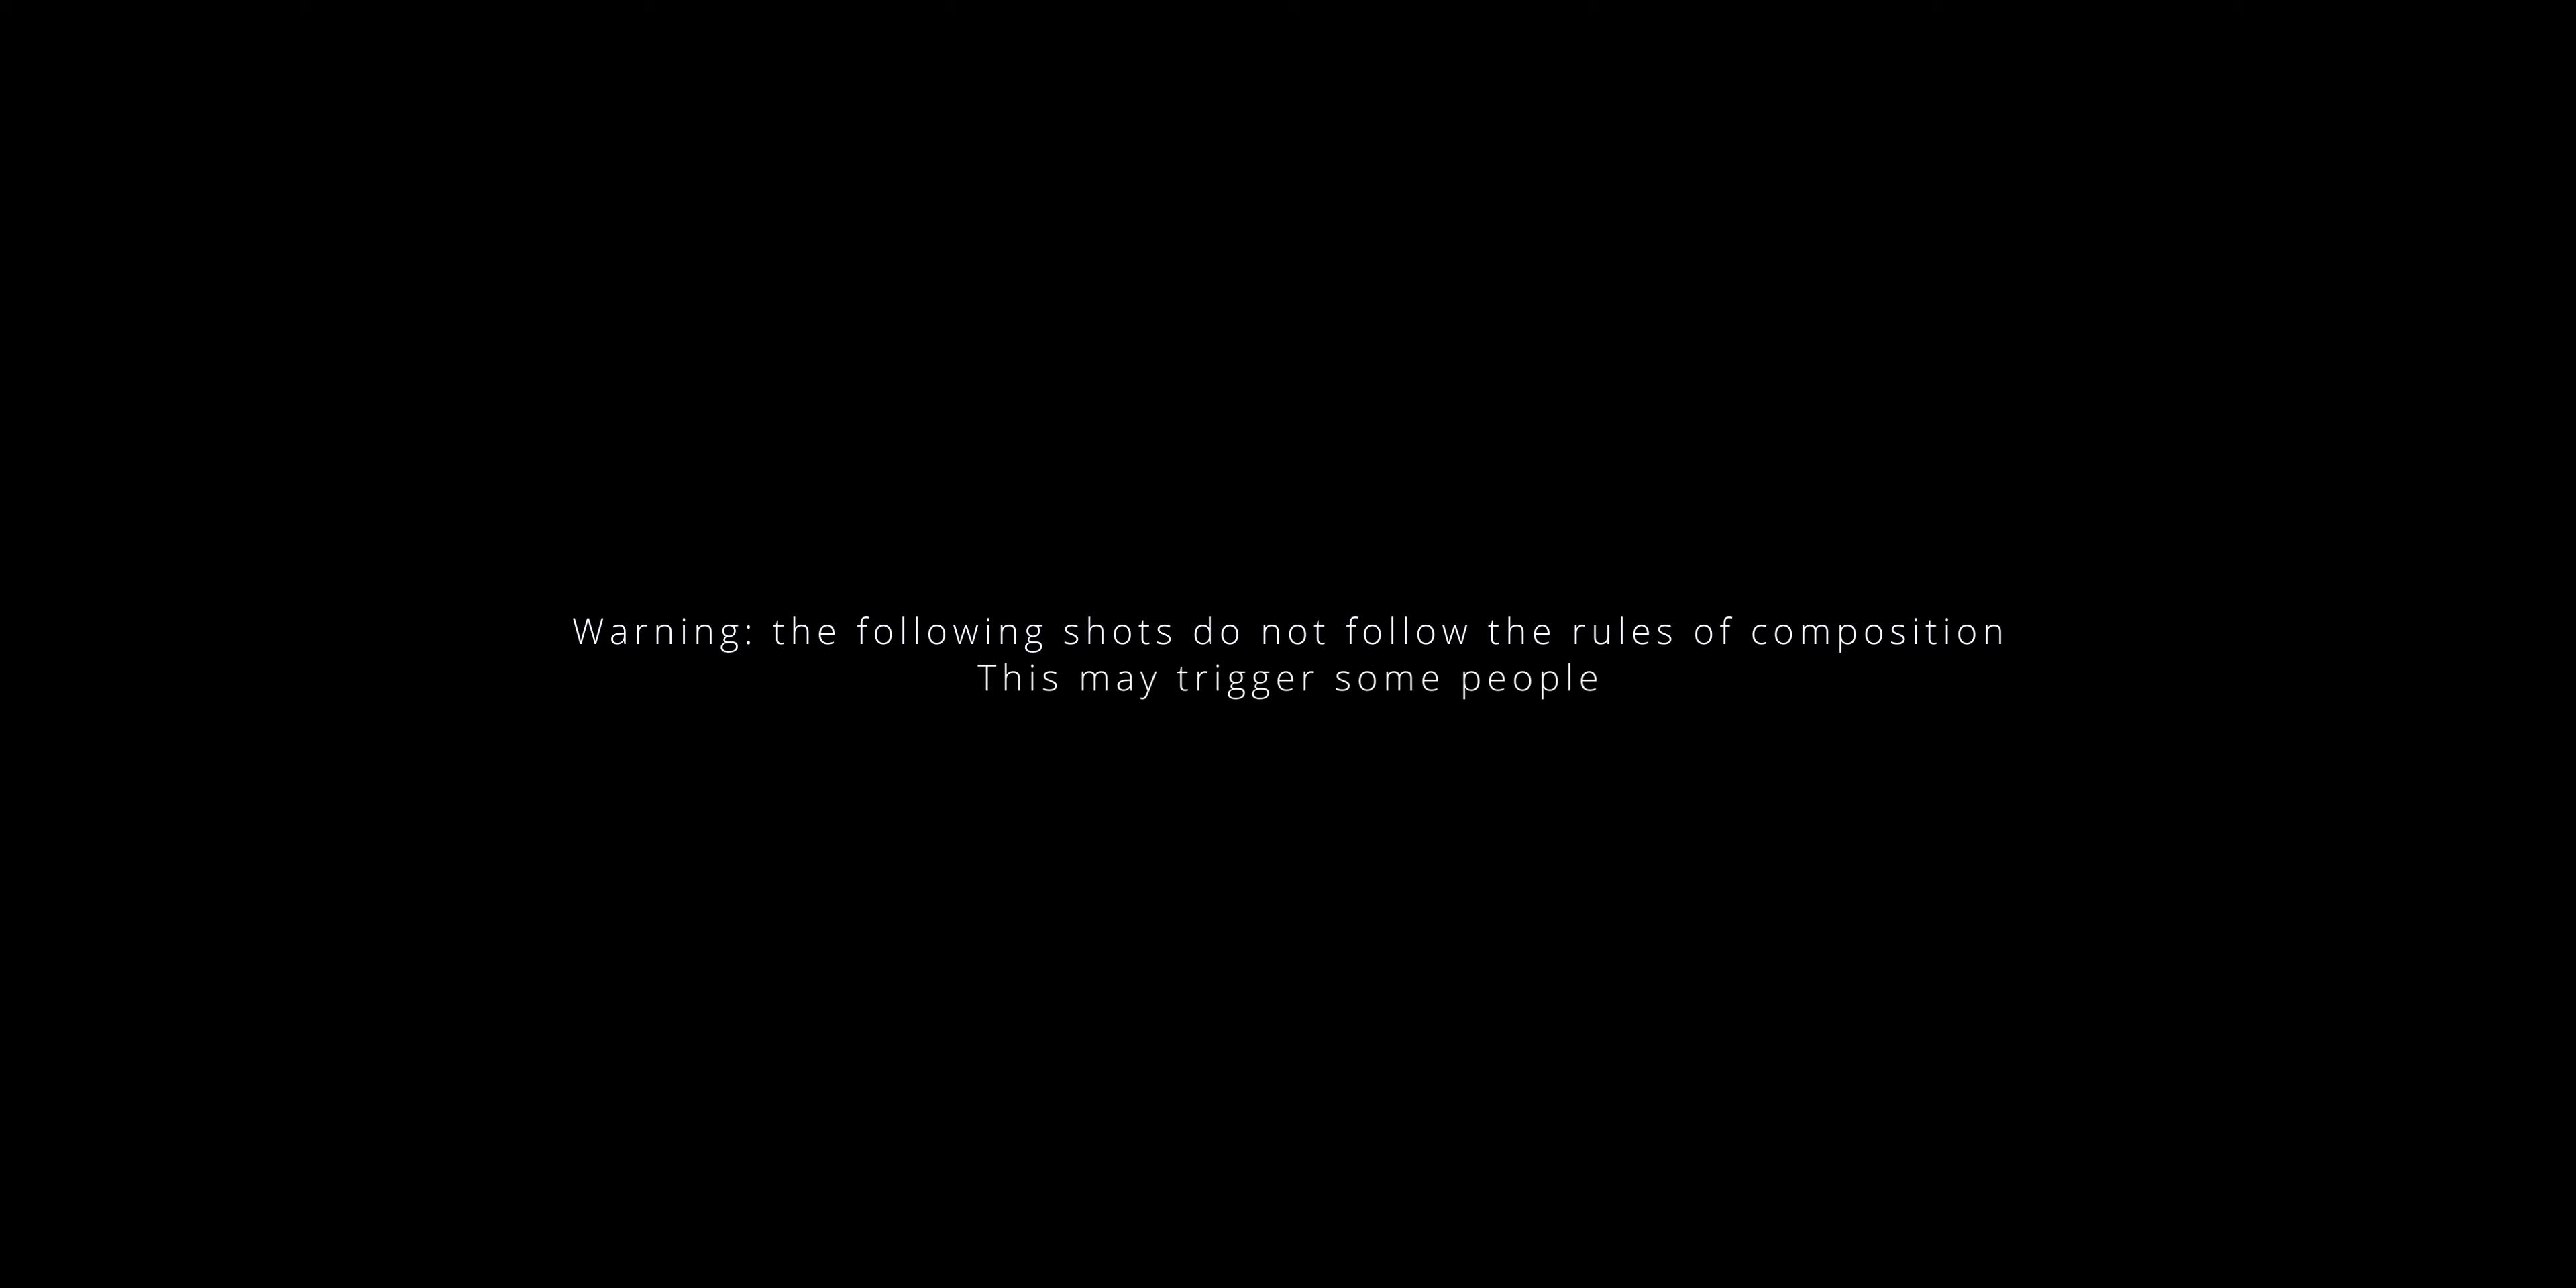 Warning: the following shots do not follow the rules of composition
This may trigger some people